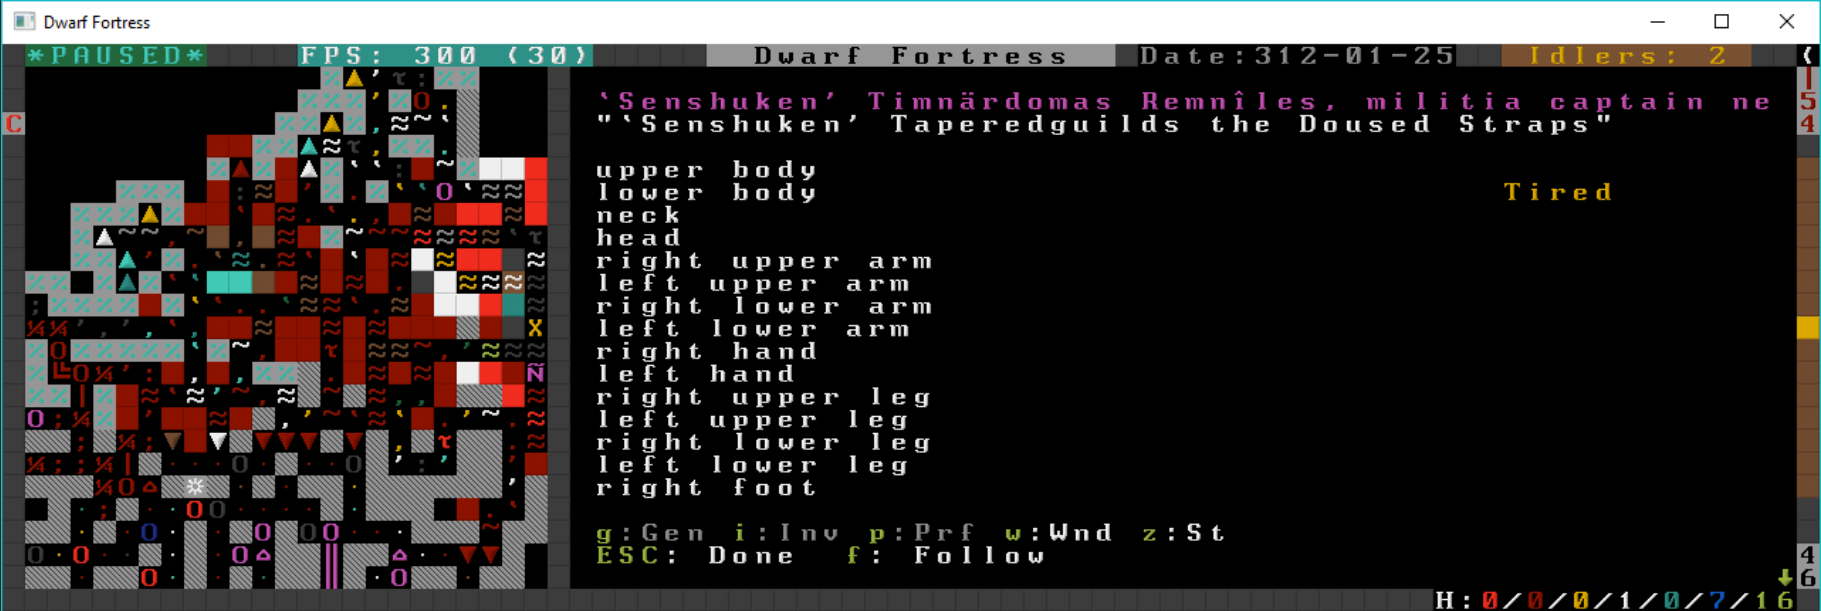 Dwarf Fortress
*PAUSED* FPS: 300 (30) Dwarf Fortress Date:312-01-25 Idlers: 2
`Senshuken' Timnärdomas Remnîles, militia captain ne
"`Senshuken' Taperedguilds the Doused Straps"
upper body
lower body Tired
neck
head
right upper arm
left upper arm
right lower arm
left lower arm
right hand
left hand
right upper leg
left upper leg
right lower leg
left lower leg
right foot
g:Gen i:Inv p:Prf w:Wnd z:St
ESC: Done f: Follow
H:0/0/0/1/0/7/16